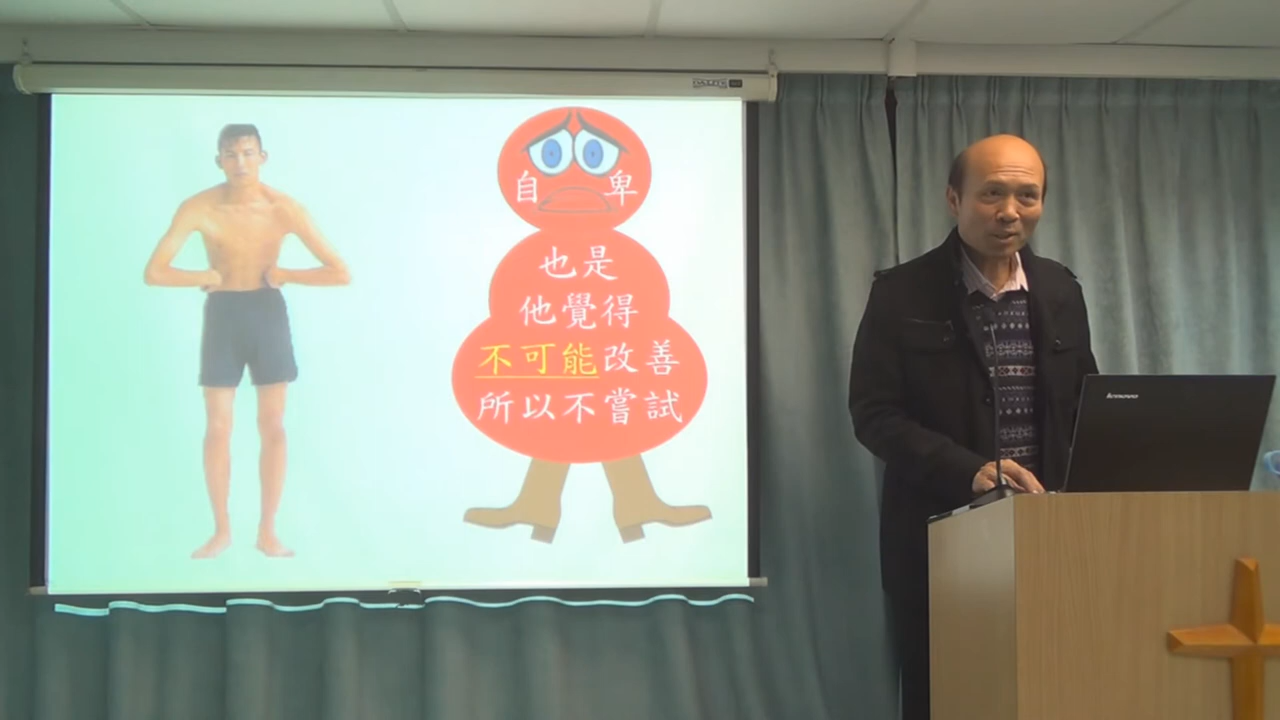 自卑
也是
他覺得
不可能改善
所以不嘗試
lenovo